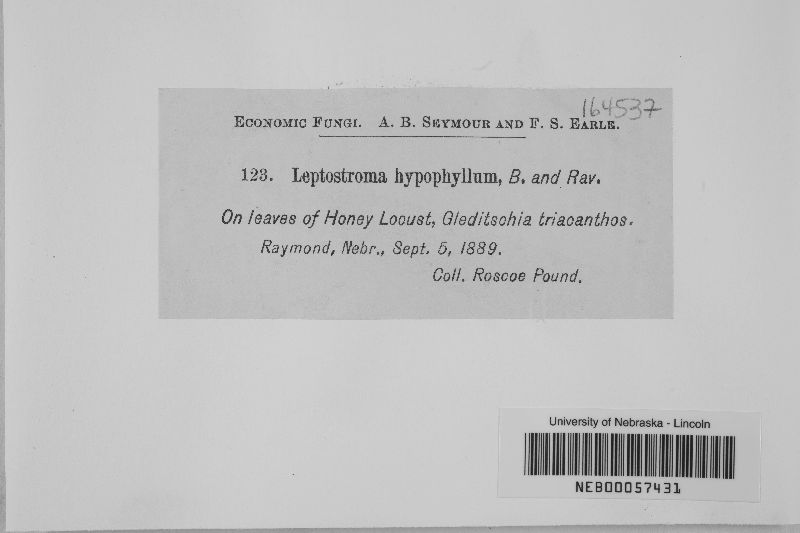 164537
ECONOMIC FUNGI. A. B. SEYMOUR AND F. S. EARLE.
123. Leptostroma hypophyllum, B. and Rav.
On leaves of Honey Locust, Gleditschia triacanthos.
Raymond, Nebr., Sept. 5, 1889.
Coll. Roscoe Pound.
University of Nebraska - Lincoln
NEB00057431